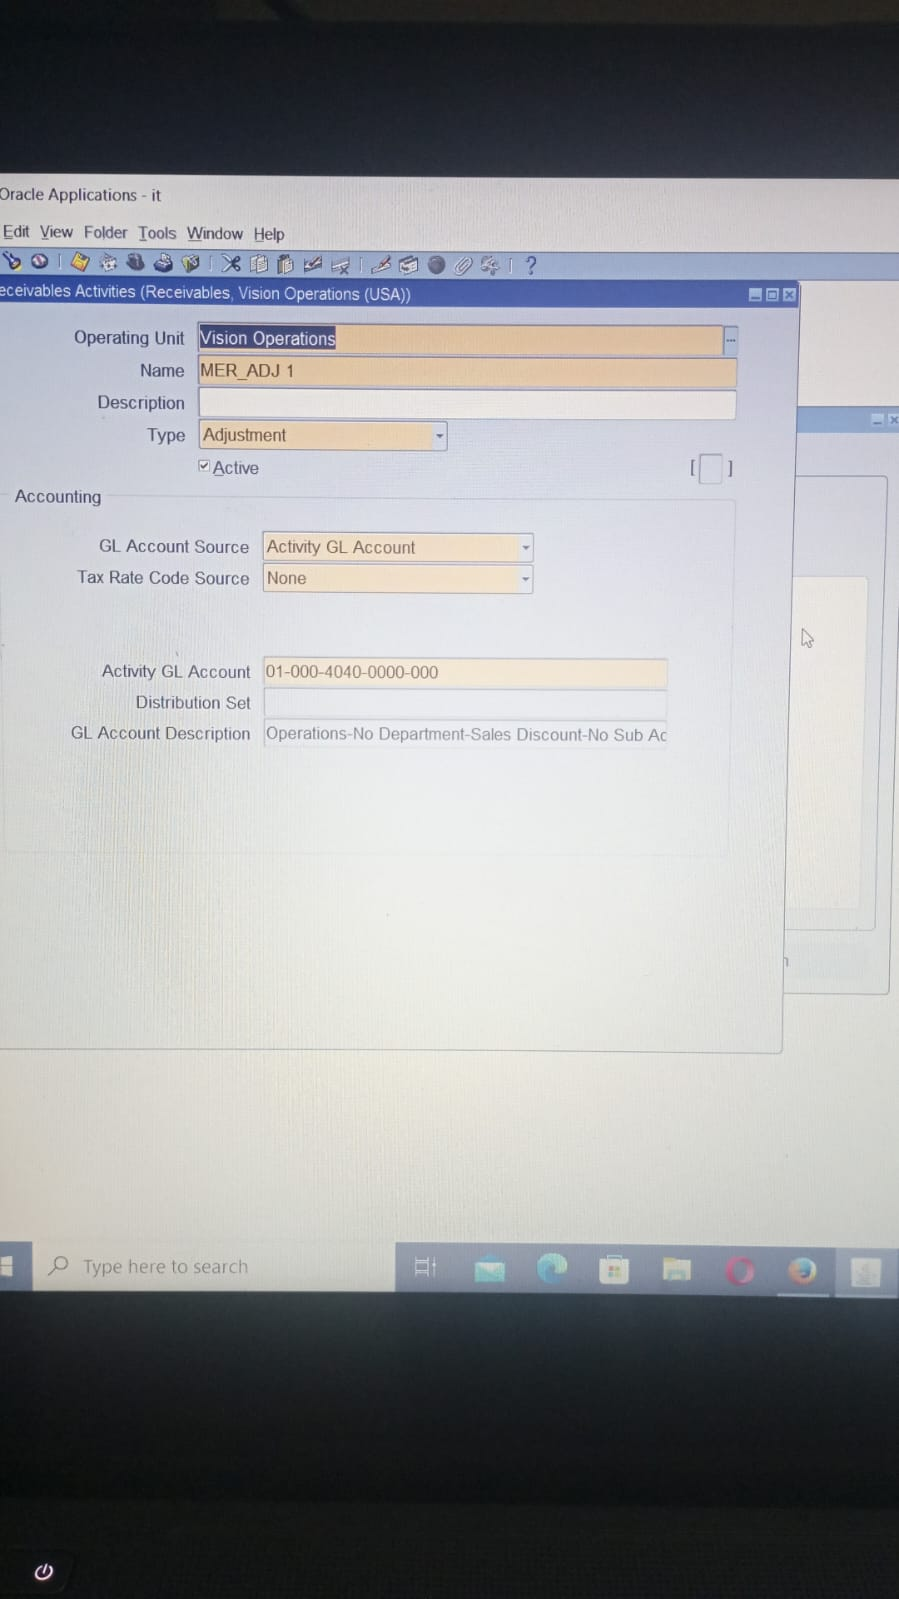 Oracle Applications - it
Edit View Folder Tools Window Help
eceivables Activities (Receivables, Vision Operations (USA))
Operating Unit Vision Operations
Name MER_ADJ 1
Description
Type Adjustment
Active
[ ]
Accounting
GL Account Source Activity GL Account
Tax Rate Code Source None
Activity GL Account 01-000-4040-0000-000
Distribution Set
GL Account Description Operations-No Department-Sales Discount-No Sub Ac
Type here to search